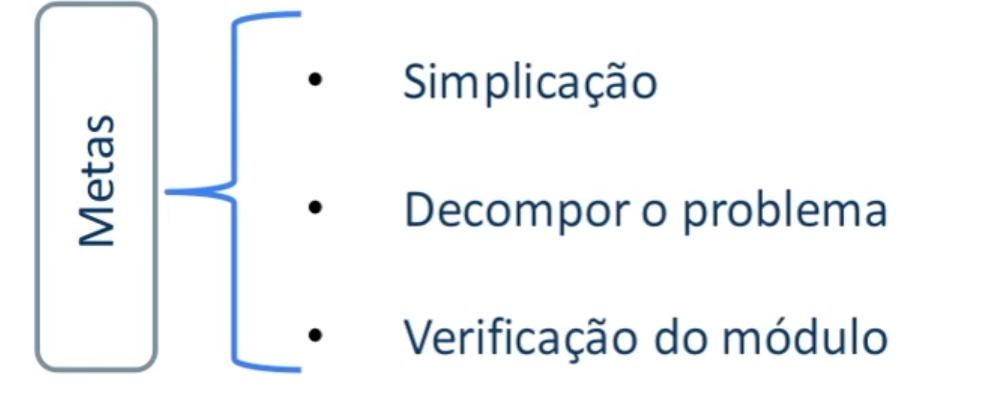 Metas
• Simplicação
• Decompor o problema
• Verificação do módulo